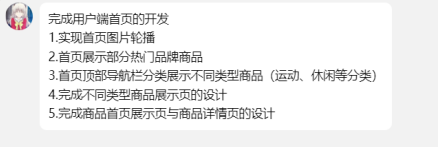 完成用户端首页的开发
1.实现首页图片轮播
2.首页展示部分热门品牌商品
3.首页顶部导航栏分类展示不同类型商品（运动、休闲等分类）
4.完成不同类型商品展示页的设计
5.完成商品首页展示页与商品详情页的设计